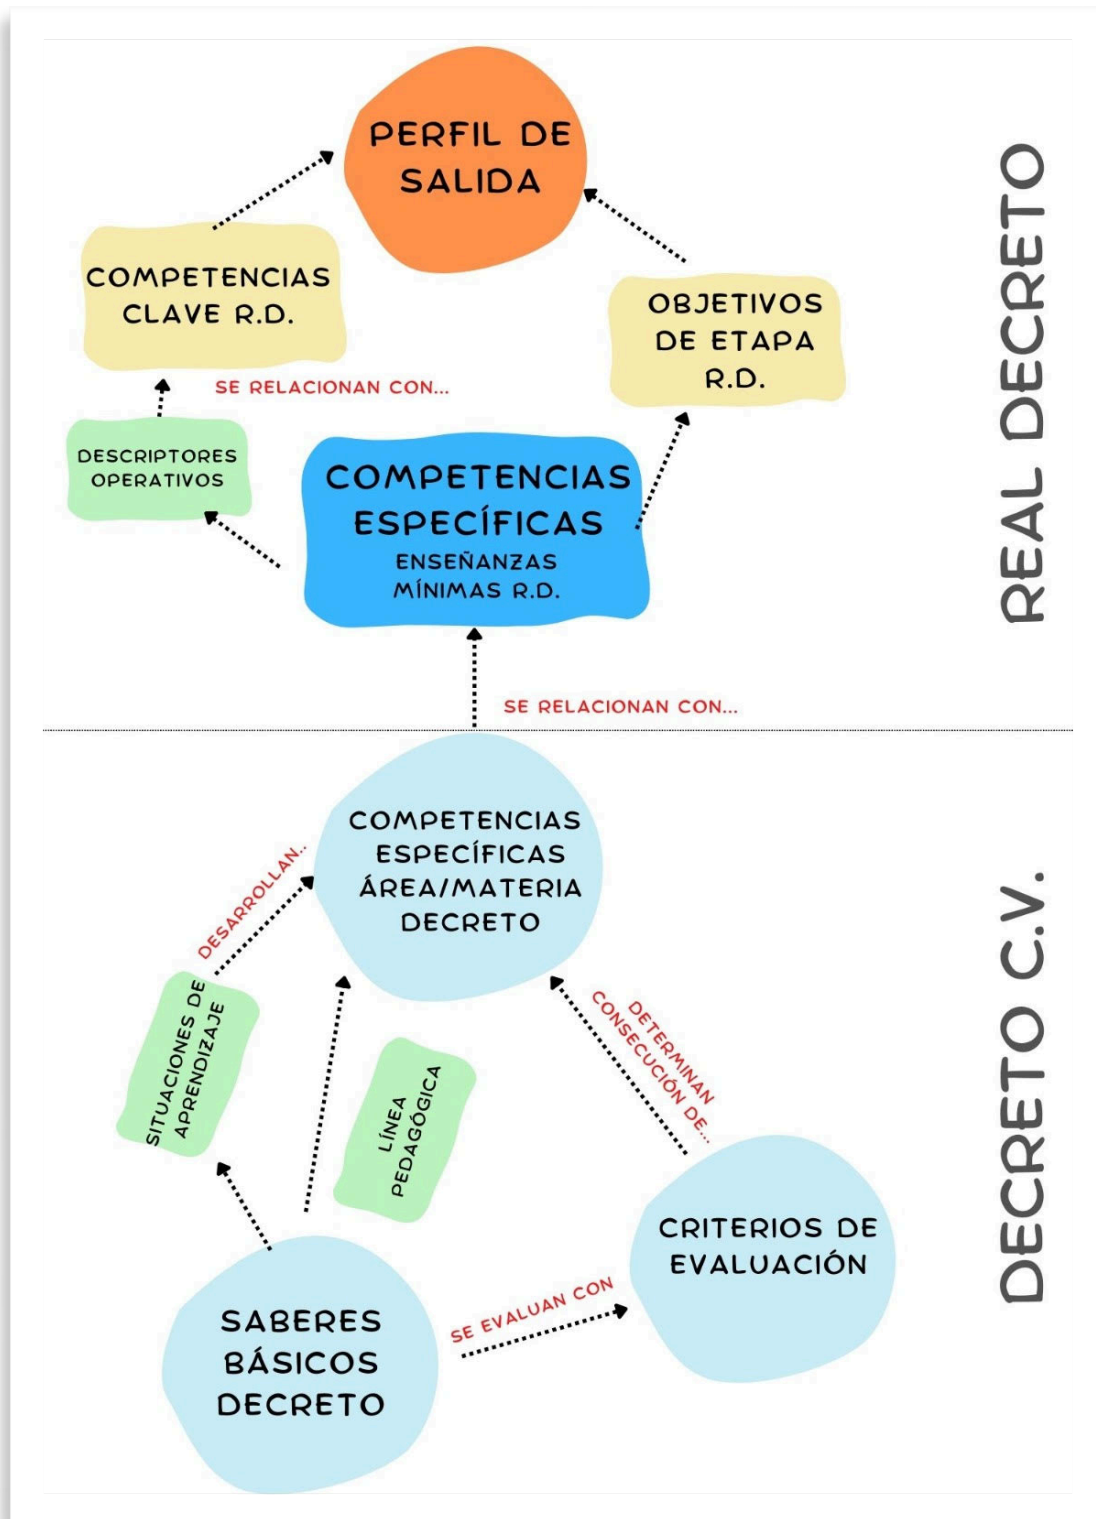 PERFIL DE
SALIDA
COMPETENCIAS
CLAVE R.D.
OBJETIVOS
DE ETAPA
R.D.
SE RELACIONAN CON...
DESCRIPTORES
OPERATIVOS
COMPETENCIAS
ESPECÍFICAS
ENSEÑANZAS
MÍNIMAS R.D.
REAL DECRETO
SE RELACIONAN CON...
COMPETENCIAS
ESPECÍFICAS
ÁREA/MATERIA
DECRETO
DESARROLLAN..
SITUACIONES DE
APRENDIZAJE
LÍNEA
PEDAGÓGICA
DETERMINAN
CONSECUCIÓN DE...
CRITERIOS DE
EVALUACIÓN
SE EVALUAN CON
SABERES
BÁSICOS
DECRETO
DECRETO C.V.